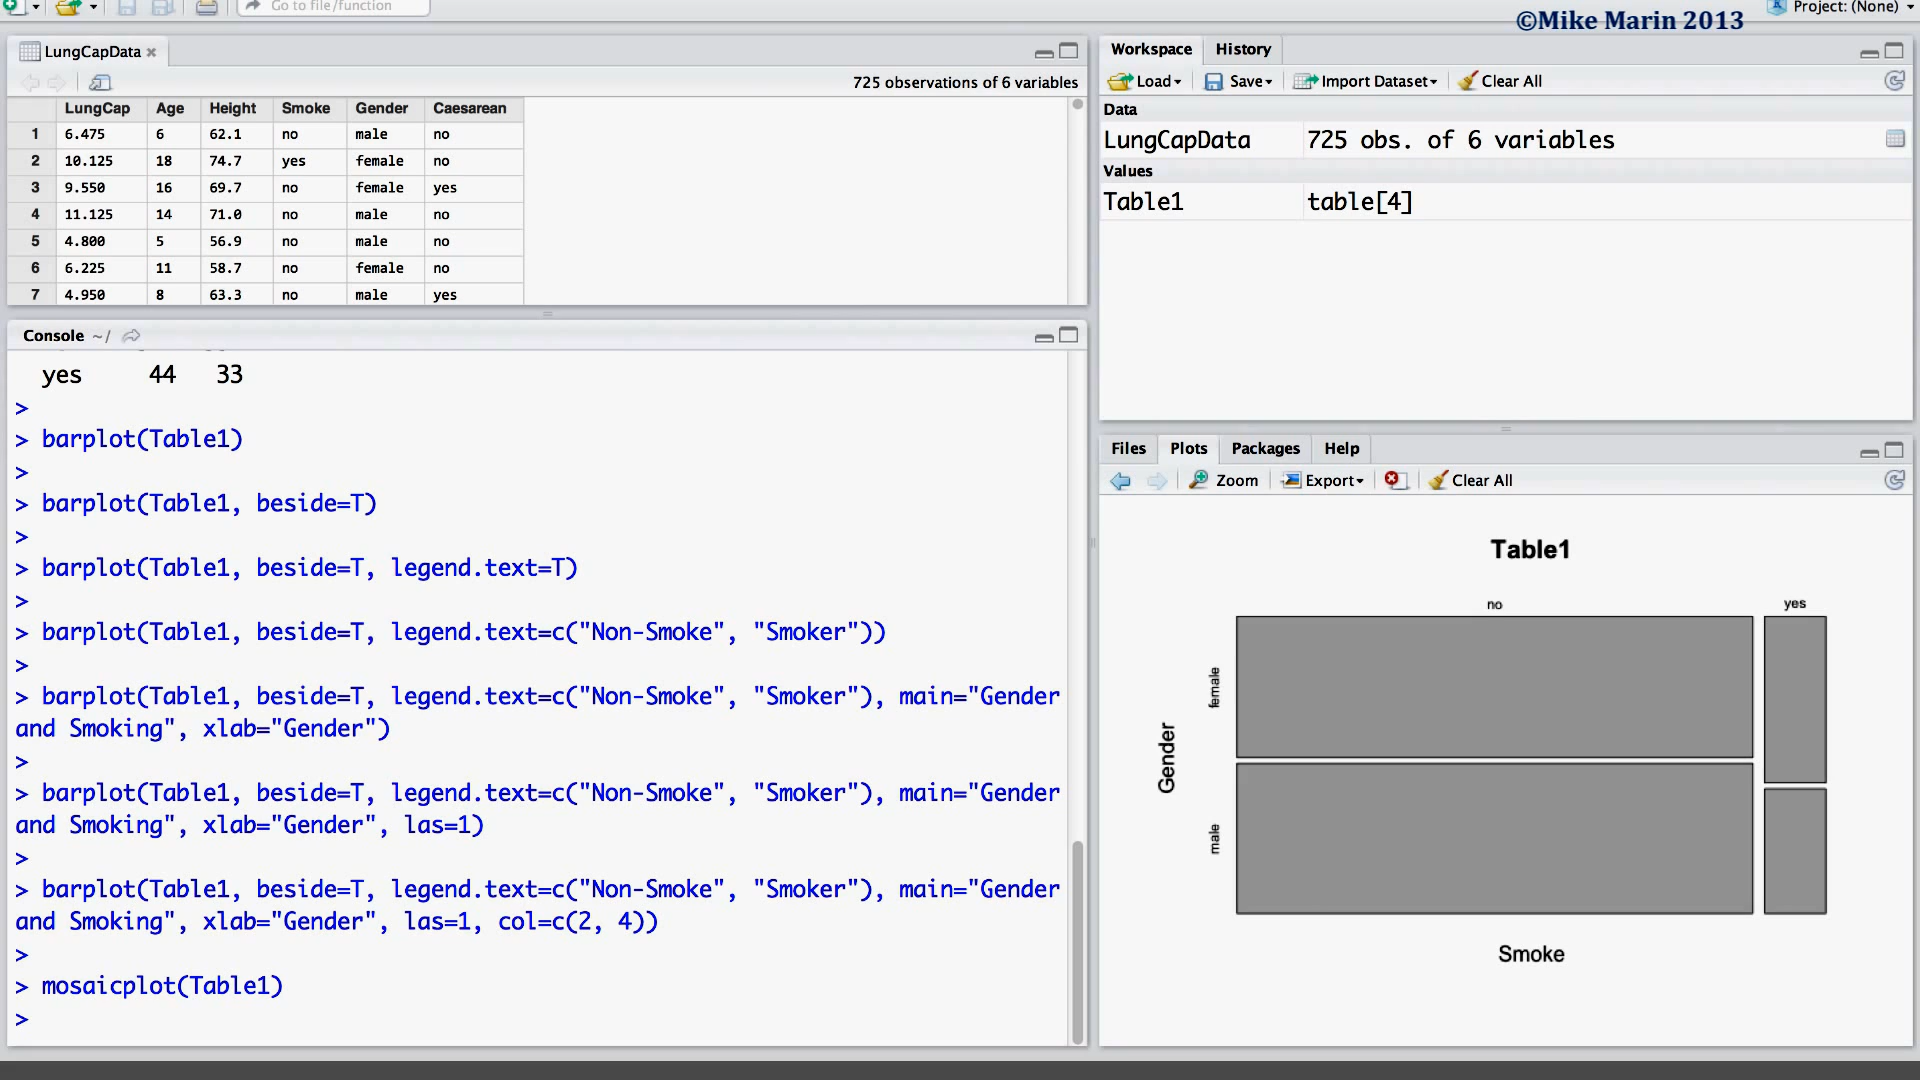 Go to file/function
©Mike Marin 2013
Project: (None)
LungCapData
725 observations of 6 variables
LungCap Age Height Smoke Gender Caesarean
1 6.475 6 62.1 no male no
2 10.125 18 74.7 yes female no
3 9.550 16 69.7 no female yes
4 11.125 14 71.0 no male no
5 4.800 5 56.9 no male no
6 6.225 11 58.7 no female no
7 4.950 8 63.3 no male yes
Console ~/
yes 44 33
>
> barplot(Table1)
>
> barplot(Table1, beside=T)
>
> barplot(Table1, beside=T, legend.text=T)
>
> barplot(Table1, beside=T, legend.text=c("Non-Smoke", "Smoker"))
>
> barplot(Table1, beside=T, legend.text=c("Non-Smoke", "Smoker"), main="Gender
and Smoking", xlab="Gender")
>
> barplot(Table1, beside=T, legend.text=c("Non-Smoke", "Smoker"), main="Gender
and Smoking", xlab="Gender", las=1)
>
> barplot(Table1, beside=T, legend.text=c("Non-Smoke", "Smoker"), main="Gender
and Smoking", xlab="Gender", las=1, col=c(2, 4))
>
> mosaicplot(Table1)
>
Workspace History
Load Save Import Dataset Clear All
Data
LungCapData 725 obs. of 6 variables
Values
Table1 table[4]
Files Plots Packages Help
Zoom Export Clear All
Table1
no yes
female
Gender
male
Smoke